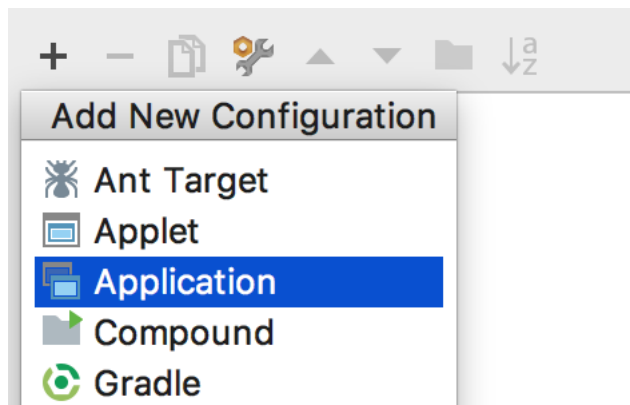 a
z
Add New Configuration
Ant Target
Applet
Application
Compound
Gradle